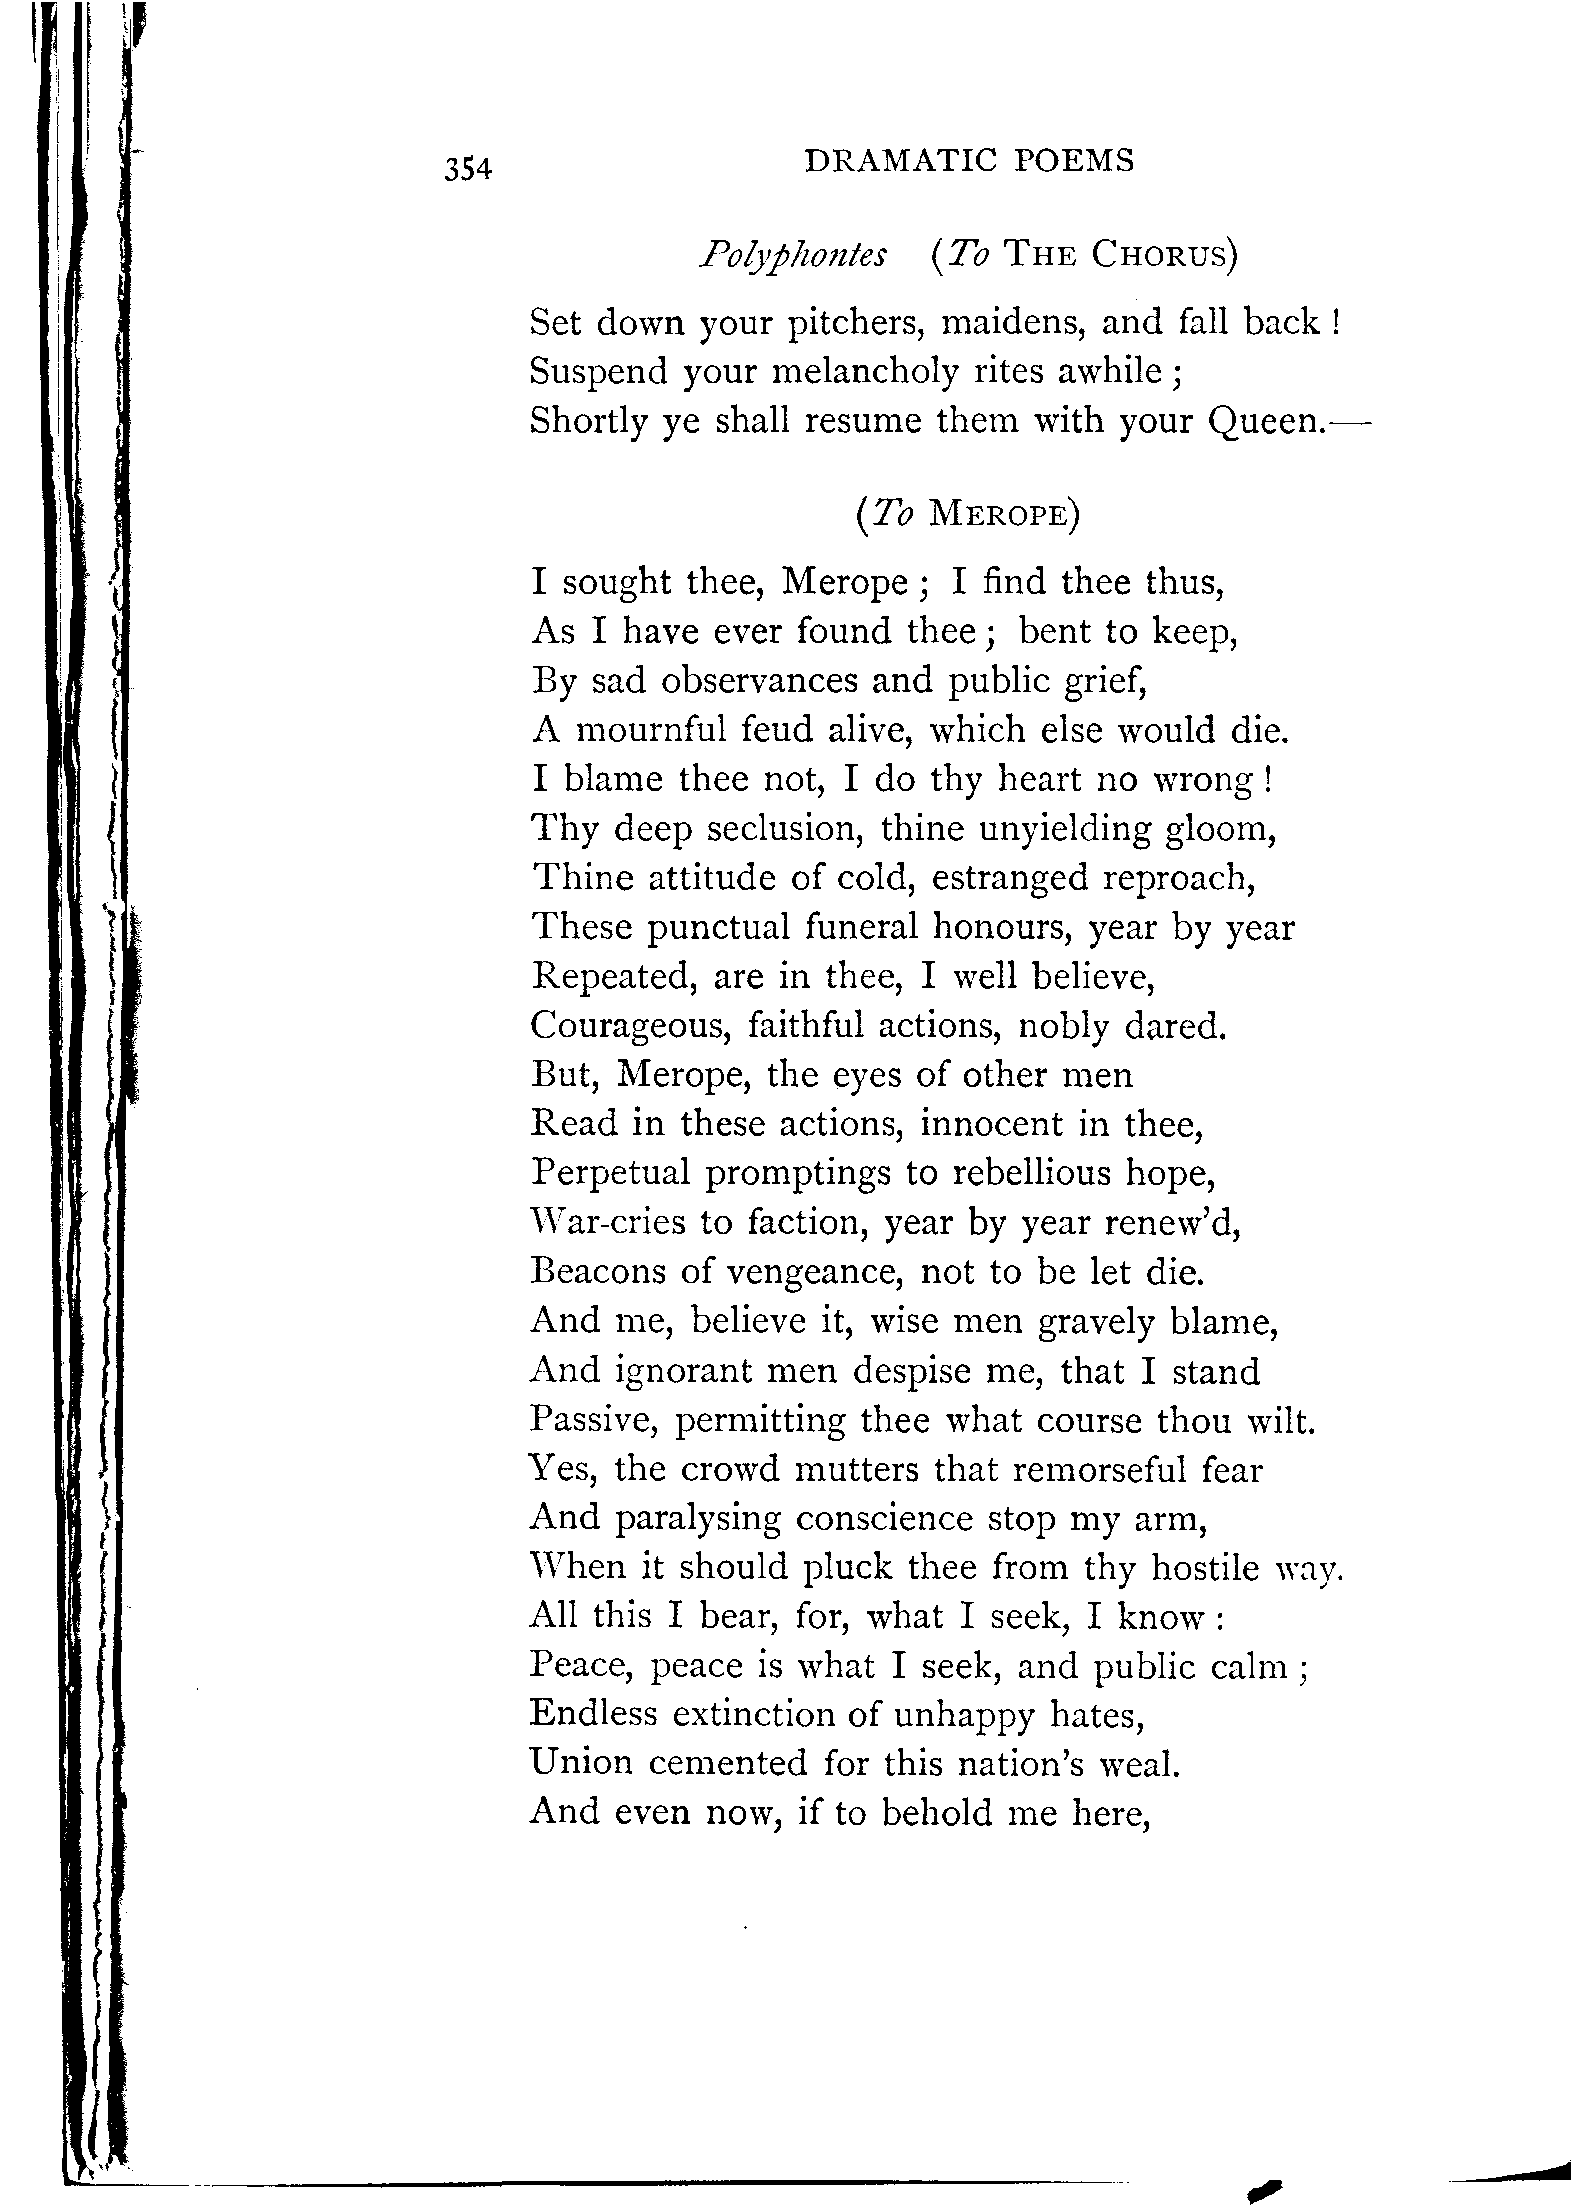 354 DRAMATIC POEMS
Polyphontes (To THE CHORUS)
Set down your pitchers, maidens, and fall back !
Suspend your melancholy rites awhile ;
Shortly ye shall resume them with your Queen.—
(To MEROPE)
I sought thee, Merope ; I find thee thus,
As I have ever found thee ; bent to keep,
By sad observances and public grief,
A mournful feud alive, which else would die.
I blame thee not, I do thy heart no wrong !
Thy deep seclusion, thine unyielding gloom,
Thine attitude of cold, estranged reproach,
These punctual funeral honours, year by year
Repeated, are in thee, I well believe,
Courageous, faithful actions, nobly dared.
But, Merope, the eyes of other men
Read in these actions, innocent in thee,
Perpetual promptings to rebellious hope,
War-cries to faction, year by year renew'd,
Beacons of vengeance, not to be let die.
And me, believe it, wise men gravely blame,
And ignorant men despise me, that I stand
Passive, permitting thee what course thou wilt.
Yes, the crowd mutters that remorseful fear
And paralysing conscience stop my arm,
When it should pluck thee from thy hostile way.
All this I bear, for, what I seek, I know :
Peace, peace is what I seek, and public calm ;
Endless extinction of unhappy hates,
Union cemented for this nation's weal.
And even now, if to behold me here,